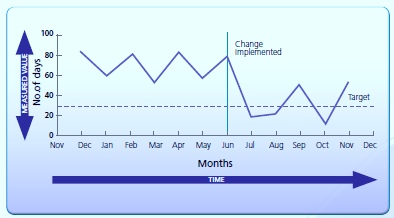 100
80
60
40
20
0
MEASURED VALUE
No.of days
Change
implemented
Target
Nov Dec Jan Feb Mar Apr May Jun Jul Aug Sep Oct Nov Dec
Months
TIME